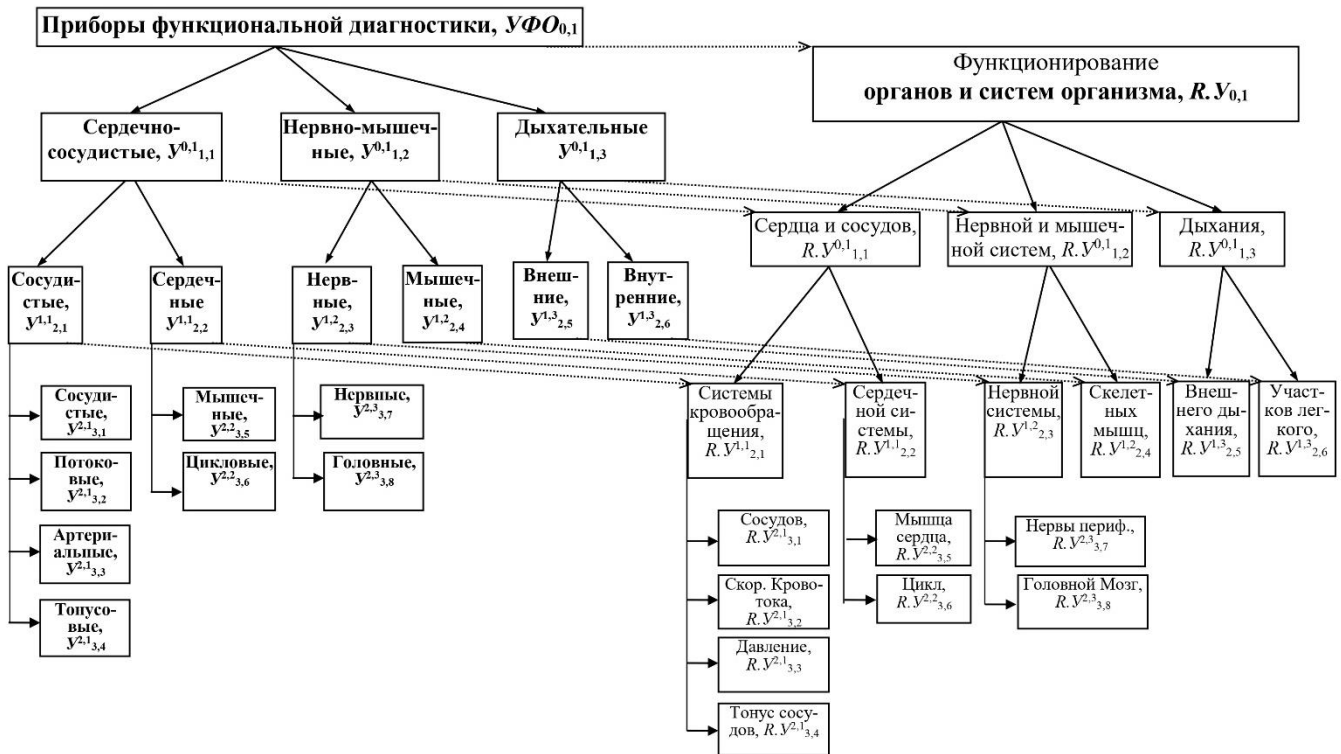 Приборы функциональной диагностики, УФО0,1
Функционирование
органов и систем организма, R.У0,1
Сердечно-
сосудистые, У0,11,1
Нервно-мышеч-
ные, У0,11,2
Дыхательные
У0,11,3
Сердца и сосудов,
R.У0,11,1
Нервной и мышеч-
ной систем, R.У0,11,2
Дыхания,
R.У0,11,3
Сосуди-
стые,
У1,12,1
Сердеч-
ные
У1,12,2
Нерв-
ные,
У1,22,3
Мышеч-
ные,
У1,22,4
Внеш-
ние,
У1,32,5
Внут-
ренние,
У1,32,6
Системы
кровообра-
щения,
R.У1,12,1
Сердеч-
ной си-
стемы,
R.У1,12,2
Нервной
системы,
R.У1,22,3
Скелет-
ных
мышц,
R.У1,22,4
Внеш-
него ды-
хания,
R.У1,32,5
Участ-
ков лег-
кого,
R.У1,32,6
Сосуди-
стые,
У2,13,1
Потоко-
вые,
У2,13,2
Артери-
альпые,
У2,13,3
Топусо-
вые,
У2,13,4
Мышеч-
ные,
У2,23,5
Цикловые,
У2,23,6
Нервпые,
У2,33,7
Головные,
У2,33,8
Сосудов,
R.У2,13,1
Скор. Крово-
тока,
R.У2,13,2
Давление,
R.У2,13,3
Тонус сосу-
дов, R.У2,13,4
Мышца
сердца,
R.У2,23,5
Цикл,
R.У2,23,6
Нервы периф.,
R.У2,33,7
Головной Мозг,
R.У2,33,8